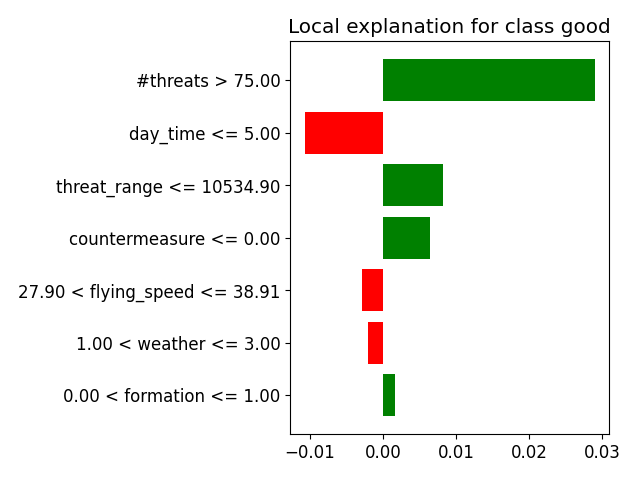 Local explanation for class good
#threats > 75.00
day_time <= 5.00
threat_range <= 10534.90
countermeasure <= 0.00
27.90 < flying_speed <= 38.91
1.00 < weather <= 3.00
0.00 < formation <= 1.00
−0.01 0.00 0.01 0.02 0.03